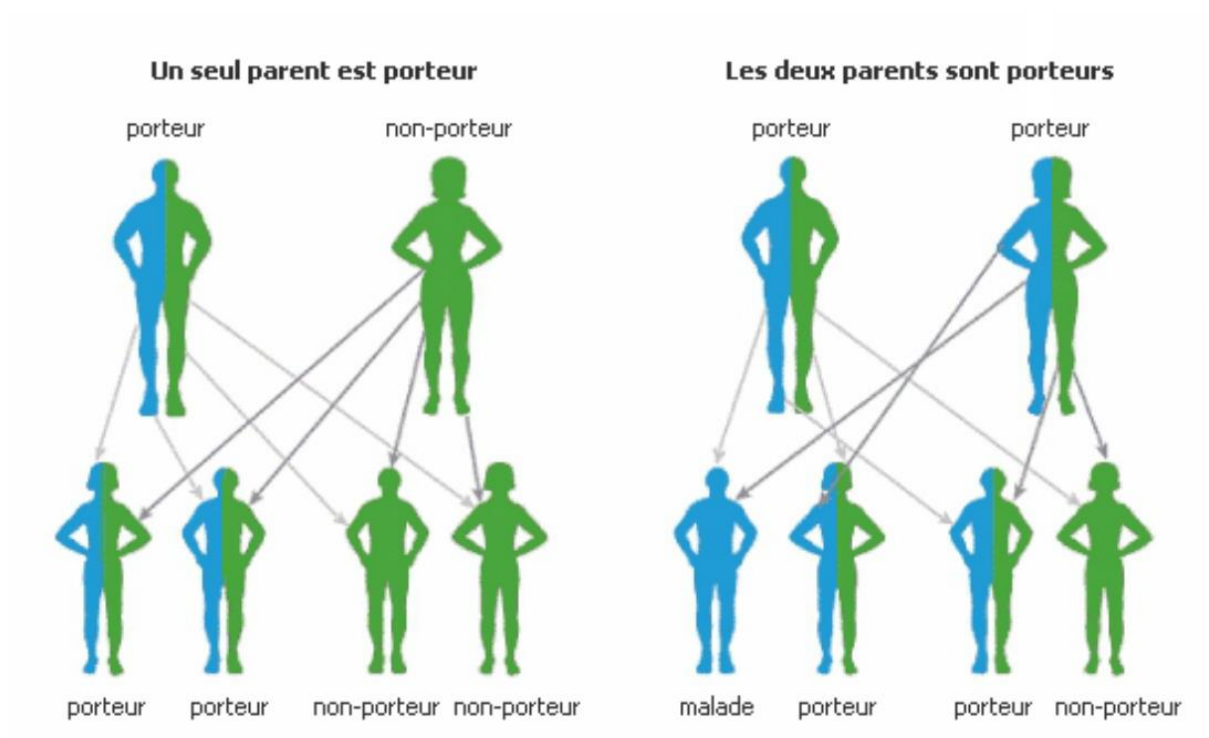 Un seul parent est porteur
Les deux parents sont porteurs
porteur
non-porteur
porteur
porteur
porteur
porteur
non-porteur
non-porteur
malade
porteur
porteur
non-porteur